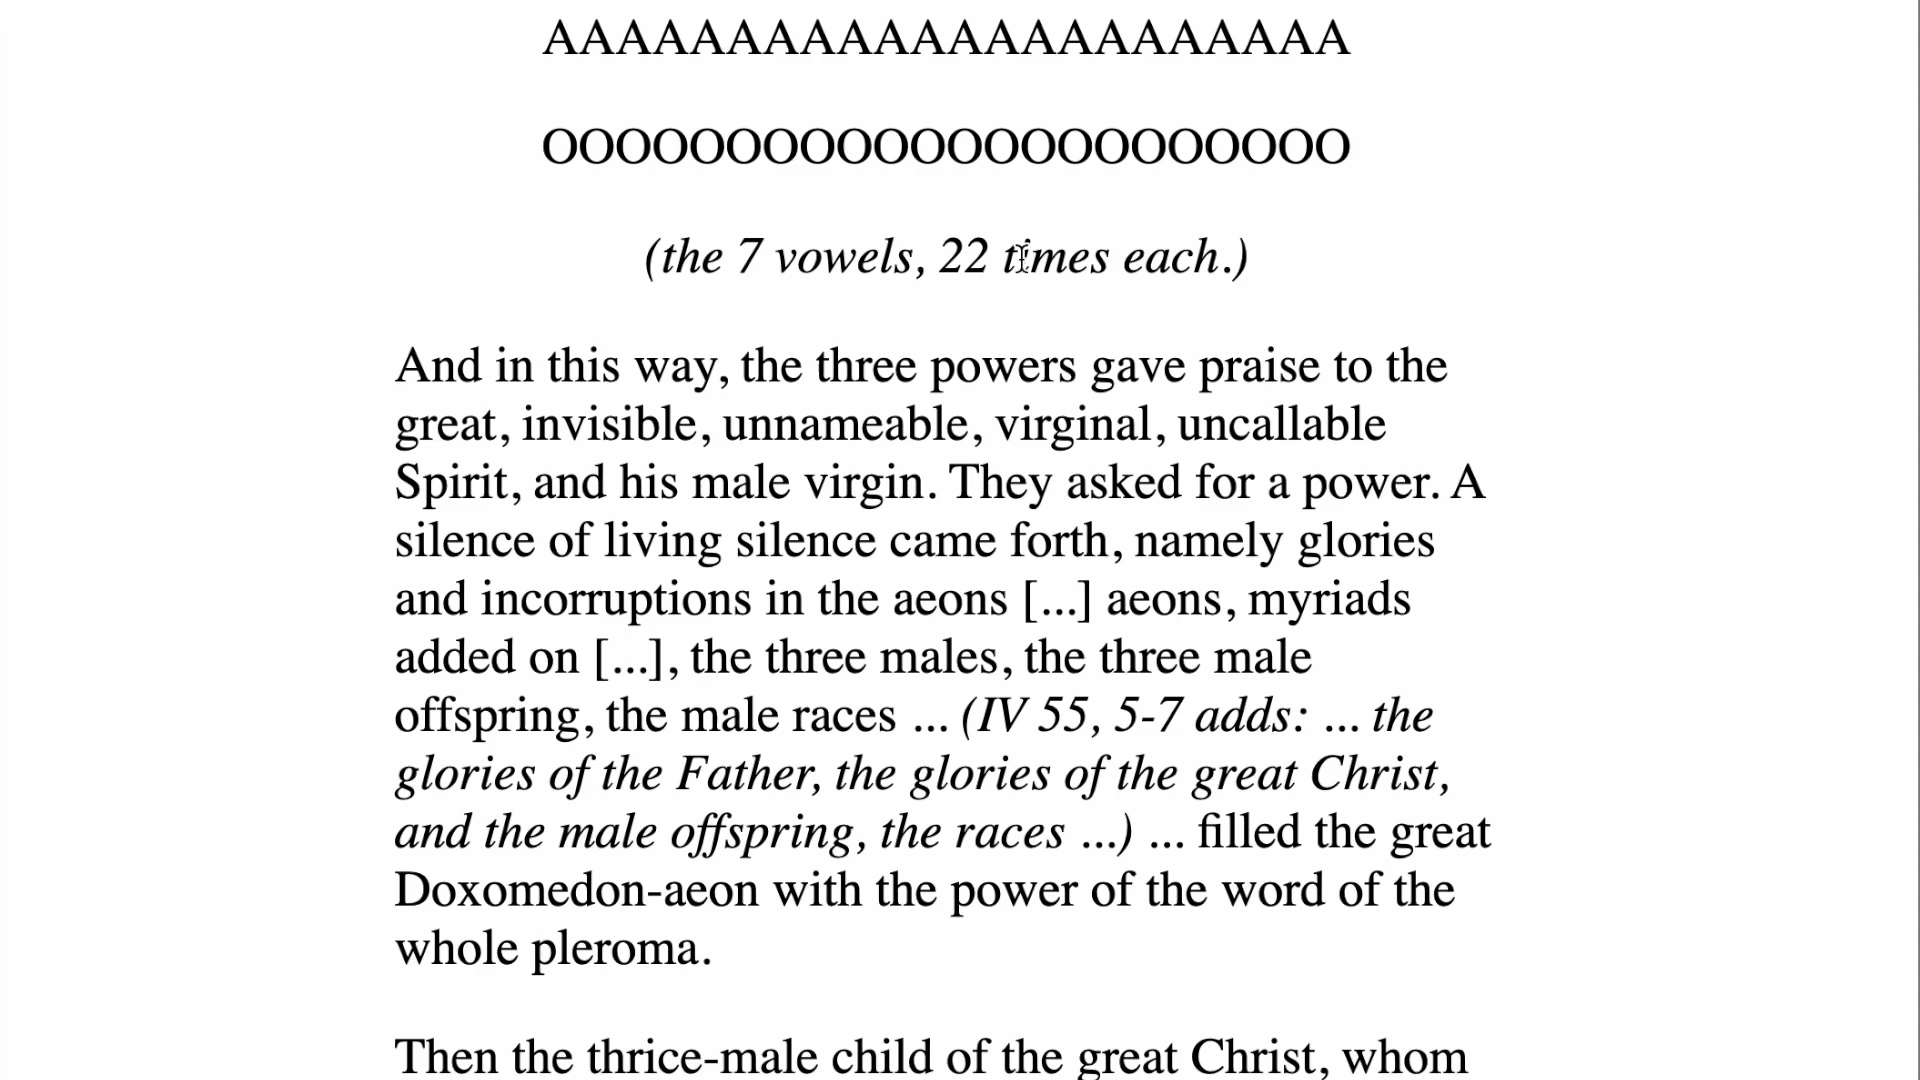 AAAAAAAAAAAAAAAAAAAAAA
OOOOOOOOOOOOOOOOOOOOOO
(the 7 vowels, 22 times each.)
And in this way, the three powers gave praise to the
great, invisible, unnameable, virginal, uncallable
Spirit, and his male virgin. They asked for a power. A
silence of living silence came forth, namely glories
and incorruptions in the aeons [...] aeons, myriads
added on [...], the three males, the three male
offspring, the male races ... (IV 55, 5-7 adds: ... the
glories of the Father, the glories of the great Christ,
and the male offspring, the races ...) ... filled the great
Doxomedon-aeon with the power of the word of the
whole pleroma.
Then the thrice-male child of the great Christ, whom